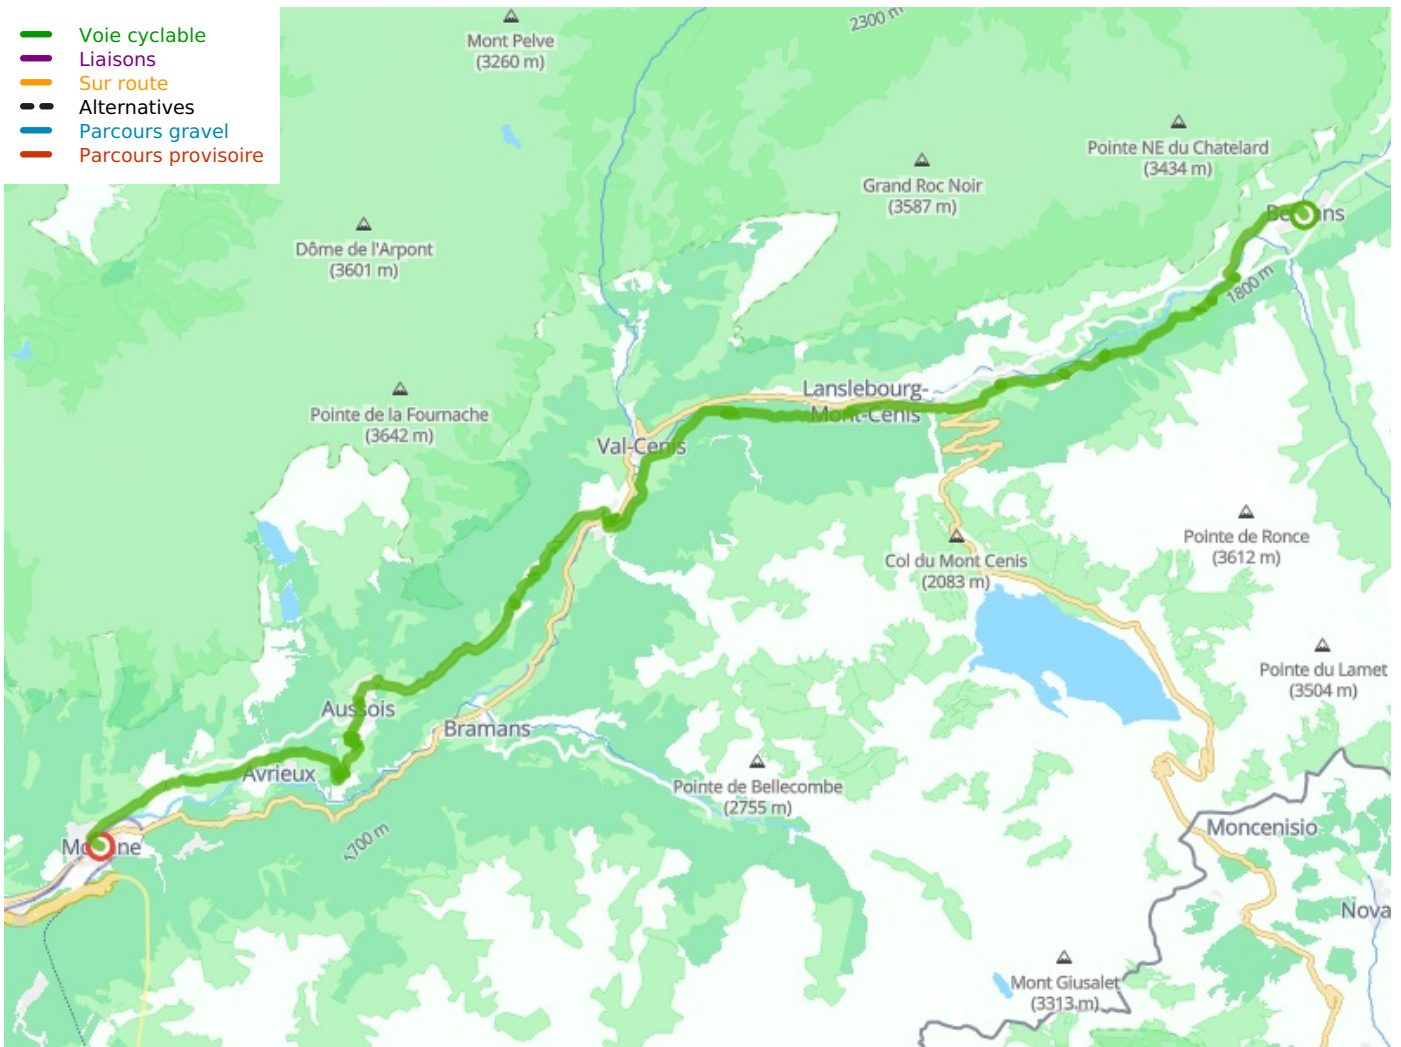 Voie cyclable
Liaisons
Sur route
Alternatives
Parcours gravel
Parcours provisoire
2300 m
Mont Pelve
(3260 m)
Pointe NE du Chatelard
(3434 m)
Grand Roc Noir
(3587 m)
Dôme de l'Arpont
(3601 m)
1800 m
Lanslebourg-
Mont-Cenis
Pointe de la Fournache
(3642 m)
Val-Cenis
Pointe de Ronce
(3612 m)
Col du Mont Cenis
(2083 m)
Pointe du Lamet
(3504 m)
Aussois
Bramans
Avrieux
Pointe de Bellecombe
(2755 m)
1700 m
Moncenisio
Nova
Mont Giusalet
(3313 m)